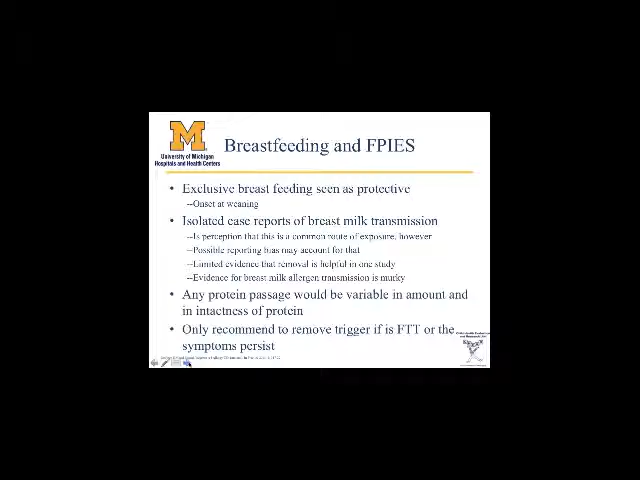 M
University of Michigan
Hospitals and Health Centers
Breastfeeding and FPIES
• Exclusive breast feeding seen as protective
--Onset at weaning
• Isolated case reports of breast milk transmission
--Is perception that this is a common route of exposure, however
--Possible reporting bias may account for that
--Limited evidence that removal is helpful in one study
--Evidence for breast milk allergen transmission is murky
• Any protein passage would be variable in amount and
in intactness of protein
• Only recommend to remove trigger if is FTT or the
symptoms persist